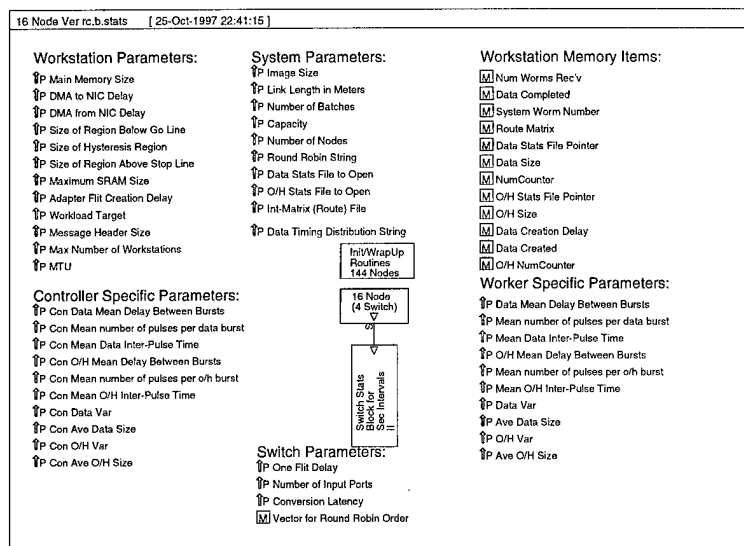 16 Node Ver rc.b.stats [ 25-Oct-1997 22:41:15 ]
Workstation Parameters:
⇑P Main Memory Size
⇑P DMA to NIC Delay
⇑P DMA from NIC Delay
⇑P Size of Region Below Go Line
⇑P Size of Hysteresis Region
⇑P Size of Region Above Stop Line
⇑P Maximum SRAM Size
⇑P Adapter Flit Creation Delay
⇑P Workload Target
⇑P Message Header Size
⇑P Max Number of Workstations
⇑P MTU
Controller Specific Parameters:
⇑P Con Data Mean Delay Between Bursts
⇑P Con Mean number of pulses per data burst
⇑P Con Mean Data Inter-Pulse Time
⇑P Con O/H Mean Delay Between Bursts
⇑P Con Mean number of pulses per o/h burst
⇑P Con Mean O/H Inter-Pulse Time
⇑P Con Data Var
⇑P Con Ave Data Size
⇑P Con O/H Var
⇑P Con Ave O/H Size
System Parameters:
⇑P Image Size
⇑P Link Length in Meters
⇑P Number of Batches
⇑P Capacity
⇑P Number of Nodes
⇑P Round Robin String
⇑P Data Stats File to Open
⇑P O/H Stats File to Open
⇑P Int-Matrix (Route) File
⇑P Data Timing Distribution String
Init/WrapUp
Routines
144 Nodes
16 Node
(4 Switch)
S
Switch Stats
Block for
Sec Intervals
Switch Parameters:
⇑P One Flit Delay
⇑P Number of Input Ports
⇑P Conversion Latency
M Vector for Round Robin Order
Workstation Memory Items:
M Num Worms Rec'v
M Data Completed
M System Worm Number
M Route Matrix
M Data Stats File Pointer
M Data Size
M NumCounter
M O/H Stats File Pointer
M O/H Size
M Data Creation Delay
M Data Created
M O/H NumCounter
Worker Specific Parameters:
⇑P Data Mean Delay Between Bursts
⇑P Mean number of pulses per data burst
⇑P Mean Data Inter-Pulse Time
⇑P O/H Mean Delay Between Bursts
⇑P Mean number of pulses per o/h burst
⇑P Mean O/H Inter-Pulse Time
⇑P Data Var
⇑P Ave Data Size
⇑P O/H Var
⇑P Ave O/H Size